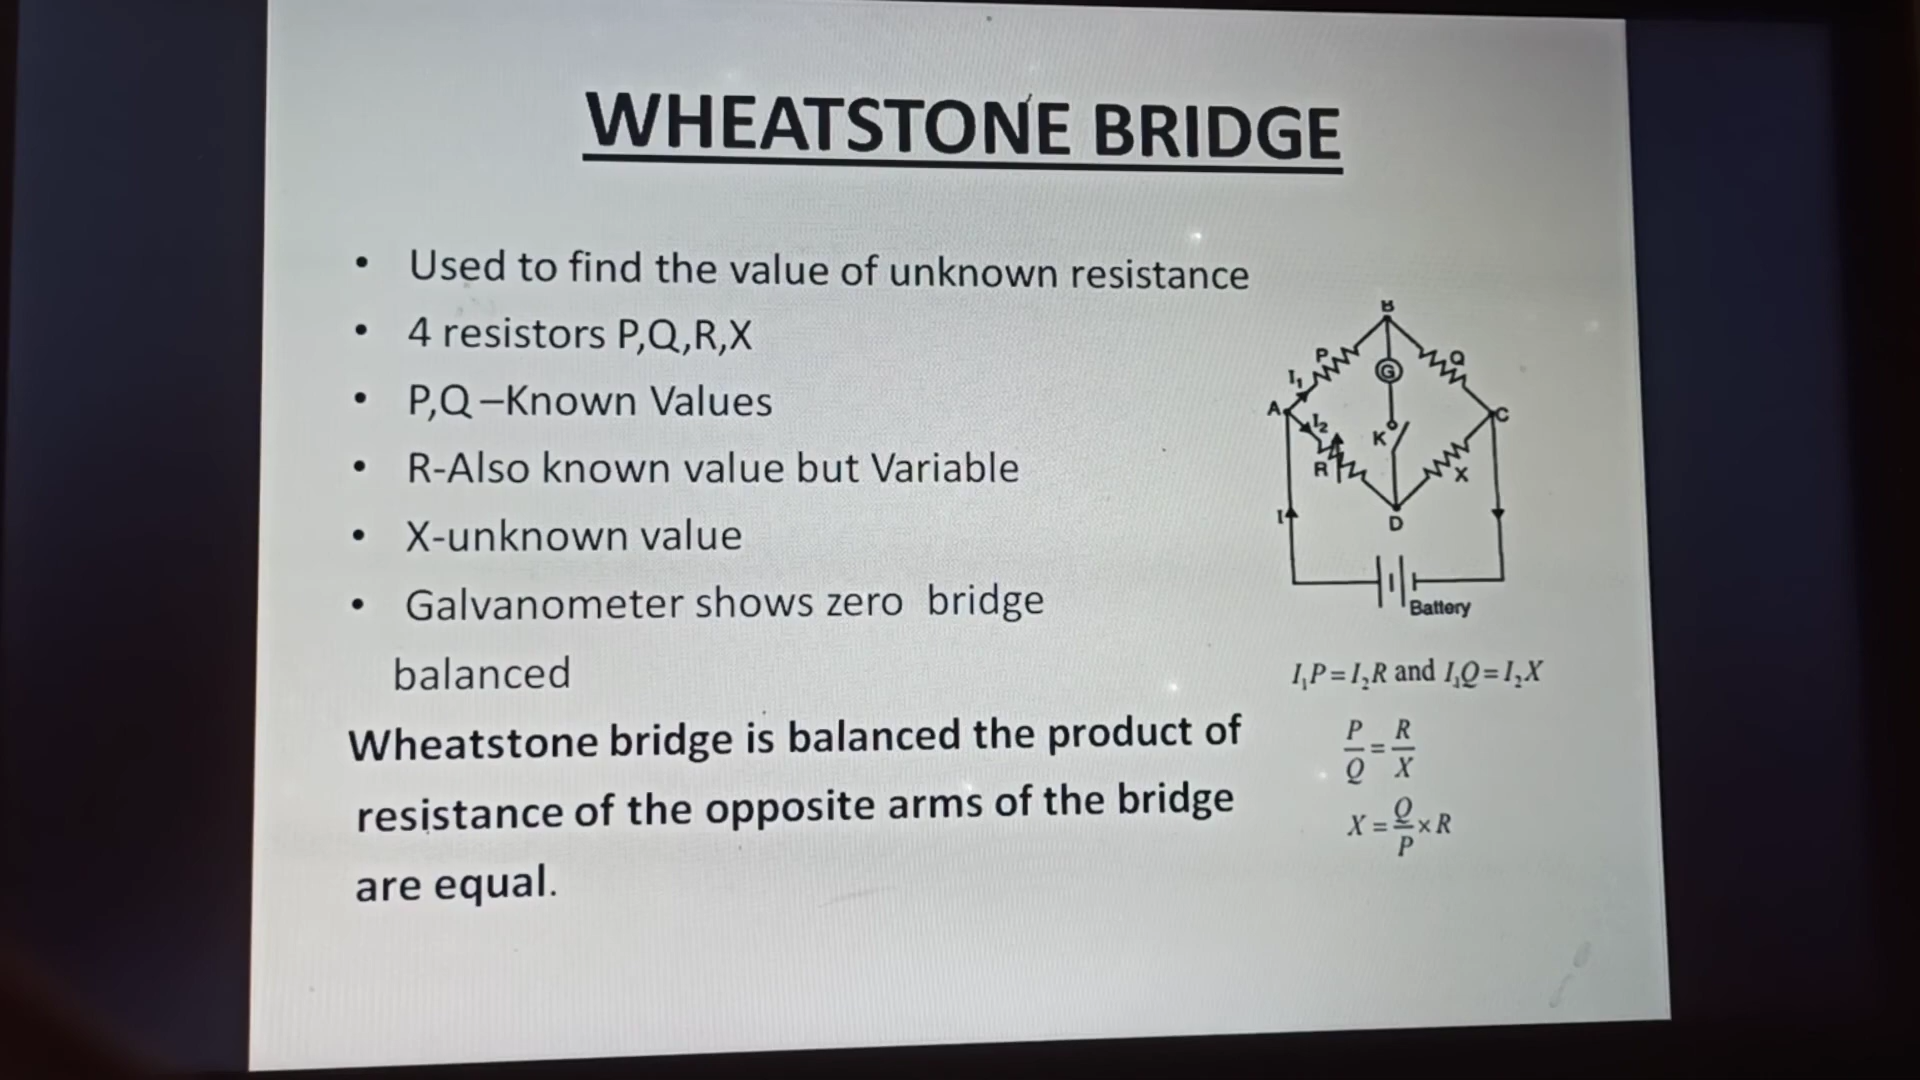 WHEATSTONE BRIDGE
• Used to find the value of unknown resistance
• 4 resistors P,Q,R,X
• P,Q –Known Values
• R-Also known value but Variable
• X-unknown value
• Galvanometer shows zero bridge
balanced
Wheatstone bridge is balanced the product of
resistance of the opposite arms of the bridge
are equal.
B
P
Q
G
I₁
A
C
I₂
K
R
X
I
D
Battery
I₁P=I₂R and I₁Q=I₂X
P/Q = R/X
X = Q/P × R